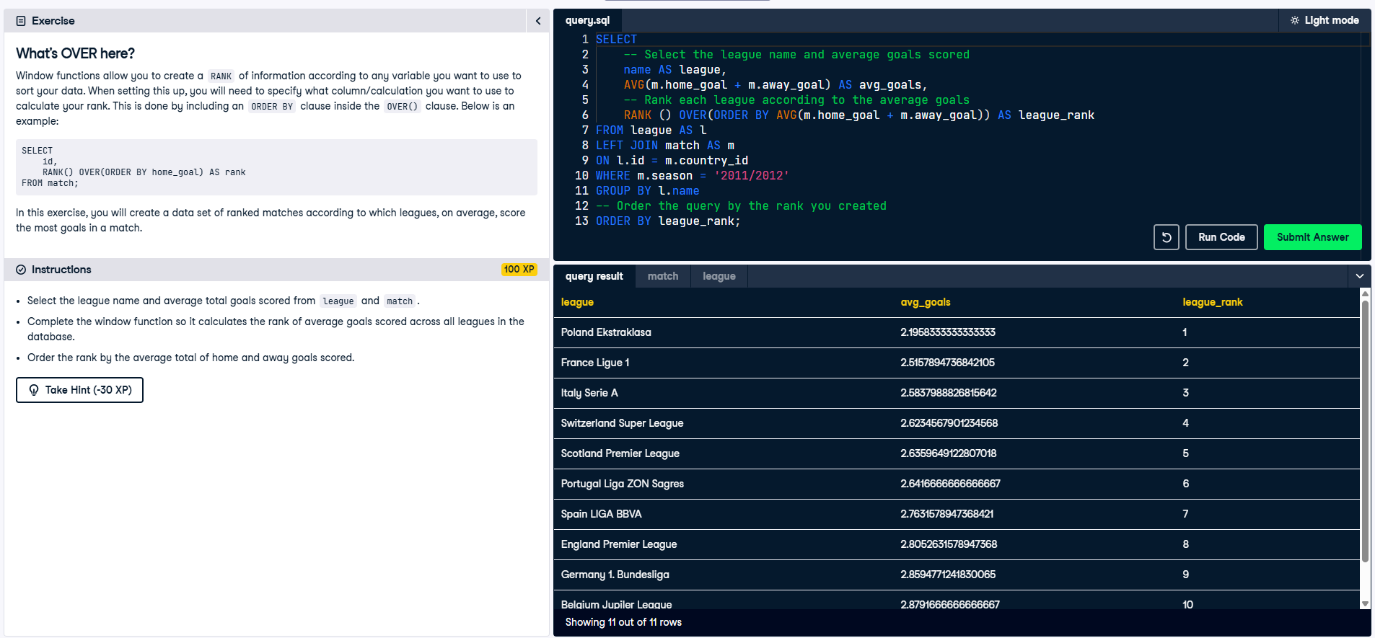 Exercise
What's OVER here?
Window functions allow you to create a RANK of information according to any variable you want to use to
sort your data. When setting this up, you will need to specify what column/calculation you want to use to
calculate your rank. This is done by including an ORDER BY clause inside the OVER() clause. Below is an
example:
SELECT
    id,
    RANK() OVER(ORDER BY home_goal) AS rank
FROM match;
In this exercise, you will create a data set of ranked matches according to which leagues, on average, score
the most goals in a match.
Instructions
100 XP
• Select the league name and average total goals scored from league and match.
• Complete the window function so it calculates the rank of average goals scored across all leagues in the
database.
• Order the rank by the average total of home and away goals scored.
Take Hint (-30 XP)
query.sql
Light mode
1 SELECT
2     -- Select the league name and average goals scored
3     name AS league,
4     AVG(m.home_goal + m.away_goal) AS avg_goals,
5     -- Rank each league according to the average goals
6     RANK () OVER(ORDER BY AVG(m.home_goal + m.away_goal)) AS league_rank
7 FROM league AS l
8 LEFT JOIN match AS m
9 ON l.id = m.country_id
10 WHERE m.season = '2011/2012'
11 GROUP BY l.name
12 -- Order the query by the rank you created
13 ORDER BY league_rank;
Run Code
Submit Answer
query result match league
league avg_goals league_rank
Poland Ekstraklasa 2.1958333333333333 1
France Ligue 1 2.5157894736842105 2
Italy Serie A 2.5837988826815642 3
Switzerland Super League 2.6234567901234568 4
Scotland Premier League 2.6359649122807018 5
Portugal Liga ZON Sagres 2.6416666666666667 6
Spain LIGA BBVA 2.7631578947368421 7
England Premier League 2.8052631578947368 8
Germany 1. Bundesliga 2.8594771241830065 9
Belgium Jupiler League 2.8791666666666667 10
Showing 11 out of 11 rows